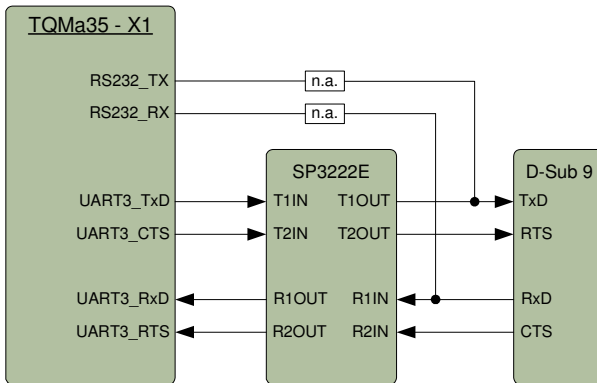 TQMa35 - X1
RS232_TX
n.a.
RS232_RX
n.a.
SP3222E
D-Sub 9
UART3_TxD
T1IN
T1OUT
TxD
UART3_CTS
T2IN
T2OUT
RTS
UART3_RxD
R1OUT
R1IN
RxD
UART3_RTS
R2OUT
R2IN
CTS